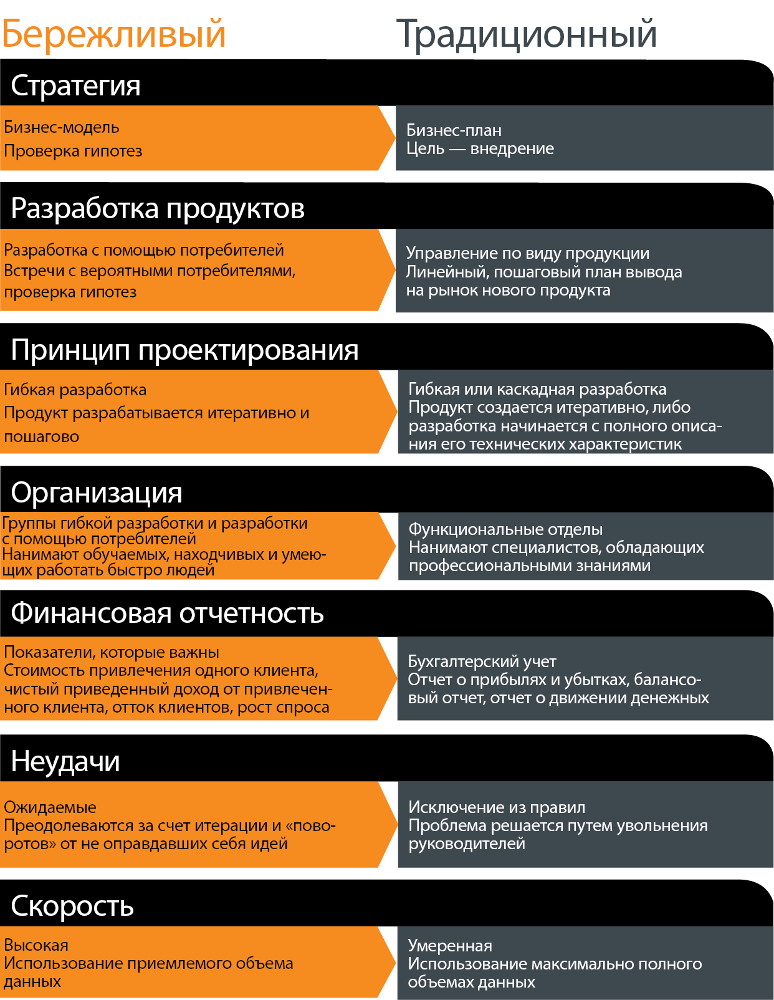 Бережливый
Традиционный
Стратегия
Бизнес-модель
Проверка гипотез
Бизнес-план
Цель — внедрение
Разработка продуктов
Разработка с помощью потребителей
Встречи с вероятными потребителями,
проверка гипотез
Управление по виду продукции
Линейный, пошаговый план вывода
на рынок нового продукта
Принцип проектирования
Гибкая разработка
Продукт разрабатывается итеративно и
пошагово
Гибкая или каскадная разработка
Продукт создается итеративно, либо
разработка начинается с полного описа-
ния его технических характеристик
Организация
Группы гибкой разработки и разработки
с помощью потребителей
Нанимают обучаемых, находчивых и умею-
щих работать быстро людей
Функциональные отделы
Нанимают специалистов, обладающих
профессиональными знаниями
Финансовая отчетность
Показатели, которые важны
Стоимость привлечения одного клиента,
чистый приведенный доход от привлечен-
ного клиента, отток клиентов, рост спроса
Бухгалтерский учет
Отчет о прибылях и убытках, балансо-
вый отчет, отчет о движении денежных
Неудачи
Ожидаемые
Преодолеваются за счет итерации и «пово-
ротов» от не оправдавших себя идей
Исключение из правил
Проблема решается путем увольнения
руководителей
Скорость
Высокая
Использование приемлемого объема
данных
Умеренная
Использование максимально полного
объемах данных